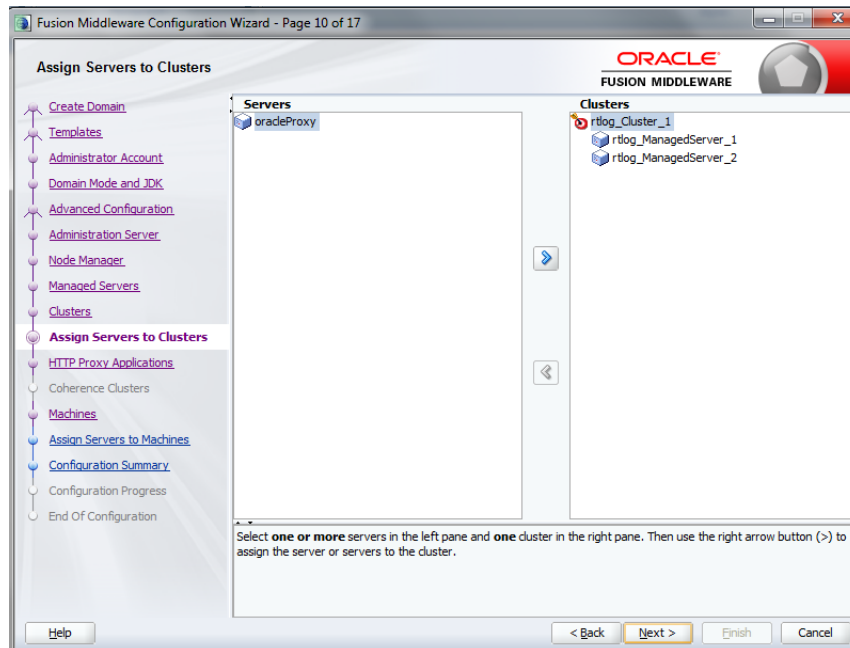 Fusion Middleware Configuration Wizard - Page 10 of 17
Assign Servers to Clusters
ORACLE
FUSION MIDDLEWARE
Create Domain
Templates
Administrator Account
Domain Mode and JDK
Advanced Configuration
Administration Server
Node Manager
Managed Servers
Clusters
Assign Servers to Clusters
HTTP Proxy Applications
Coherence Clusters
Machines
Assign Servers to Machines
Configuration Summary
Configuration Progress
End Of Configuration
Servers
oracleProxy
Clusters
rtlog_Cluster_1
rtlog_ManagedServer_1
rtlog_ManagedServer_2
Select one or more servers in the left pane and one cluster in the right pane. Then use the right arrow button (>) to
assign the server or servers to the cluster.
Help
< Back
Next >
Finish
Cancel